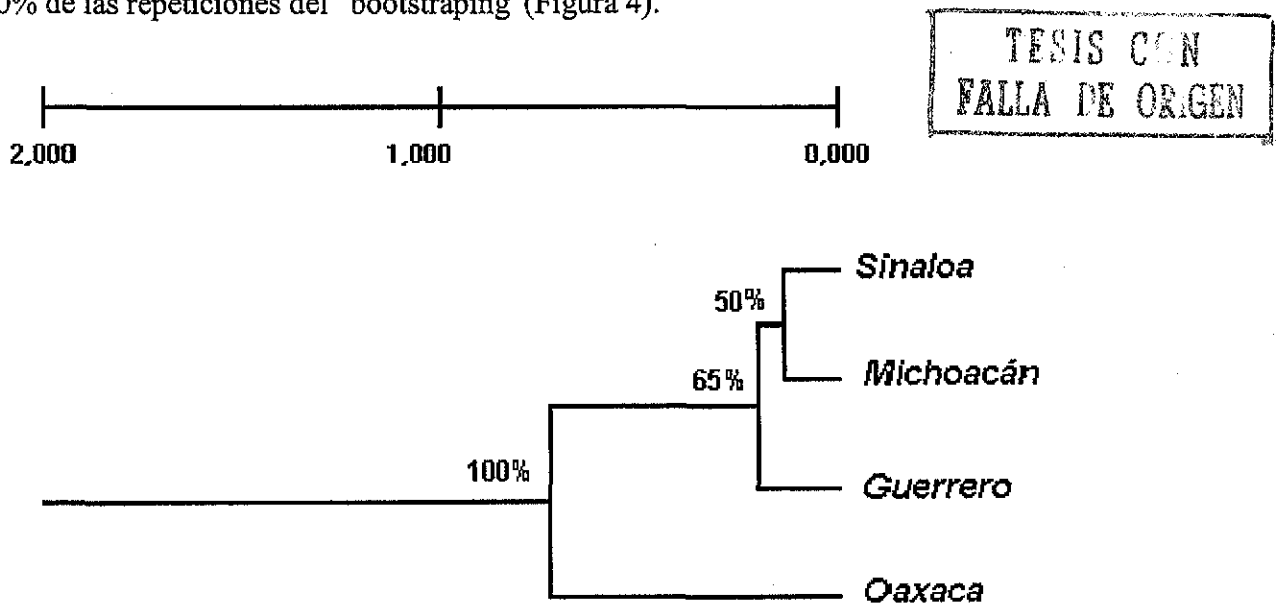 0% de las repeticiones del "bootstraping" (Figura 4).
TESIS CON
FALLA DE ORIGEN
2,000 1,000 0,000
Sinaloa
50%
Michoacán
65%
100%
Guerrero
Oaxaca